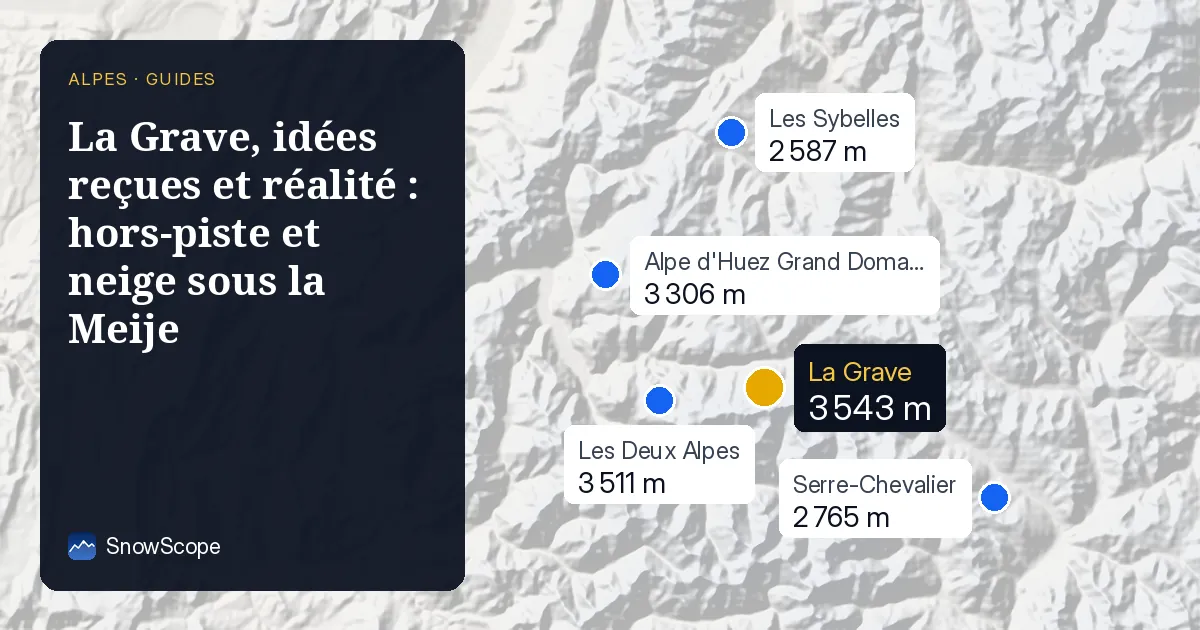 ALPES · GUIDES
La Grave, idées
reçues et réalité :
hors-piste et
neige sous la
Meije
SnowScope
Les Sybelles
2 587 m
Alpe d'Huez Grand Doma...
3 306 m
La Grave
3 543 m
Les Deux Alpes
3 511 m
Serre-Chevalier
2 765 m